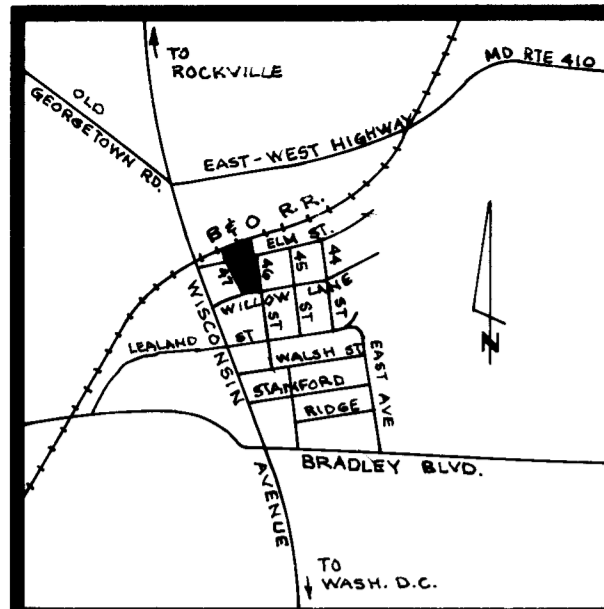 TO
ROCKVILLE
MD RTE 410
OLD
GEORGETOWN RD.
EAST-WEST HIGHWAY
B & O R.R.
ELM ST.
47
46
45
44
WILLOW LANE
ST
ST
ST
WISCONSIN
AVENUE
LEALAND ST
WALSH ST
STAMFORD
RIDGE
EAST AVE
BRADLEY BLVD.
N
TO
WASH. D.C.